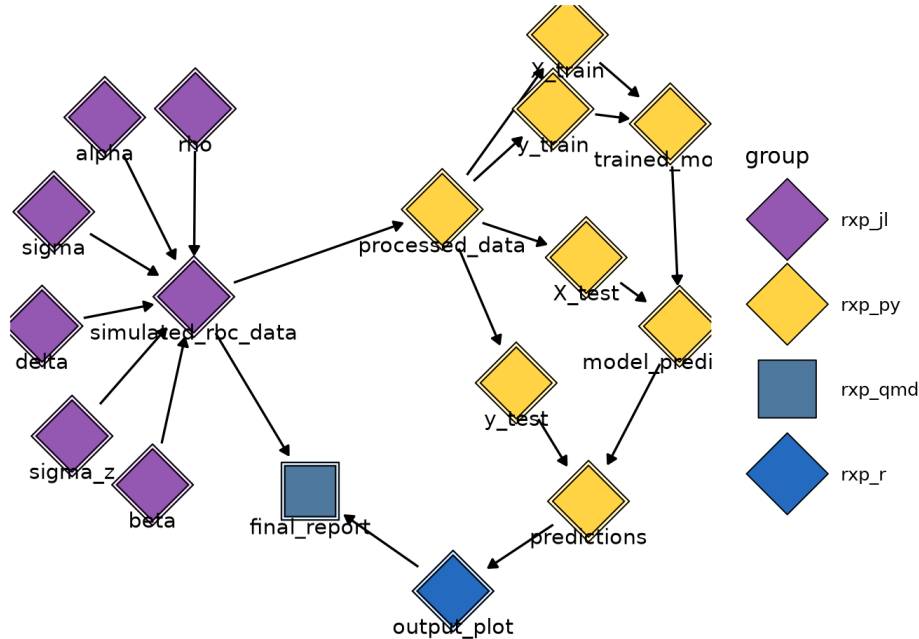 X_train
y_train
alpha
rho
trained_mo
group
rxp_jl
sigma
processed_data
X_test
rxp_py
simulated_rbc_data
delta
model_predi
rxp_qmd
y_test
sigma_z
rxp_r
beta
final_report
predictions
output_plot